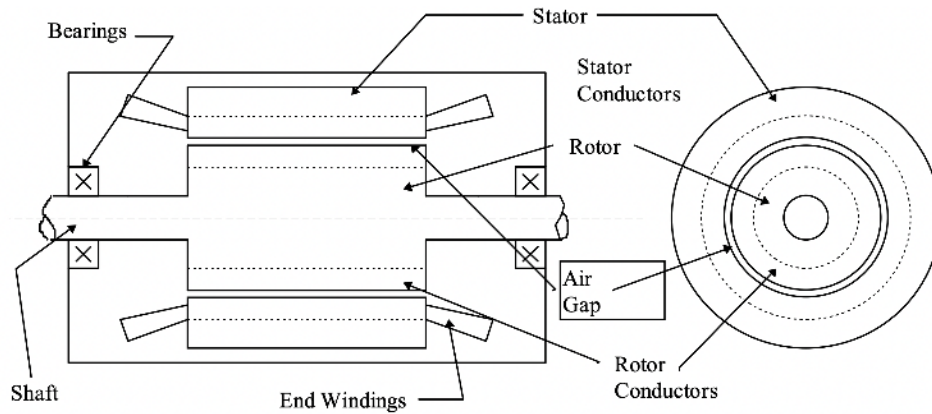 Stator
Bearings
Stator
Conductors
Rotor
Air
Gap
Shaft
End Windings
Rotor
Conductors